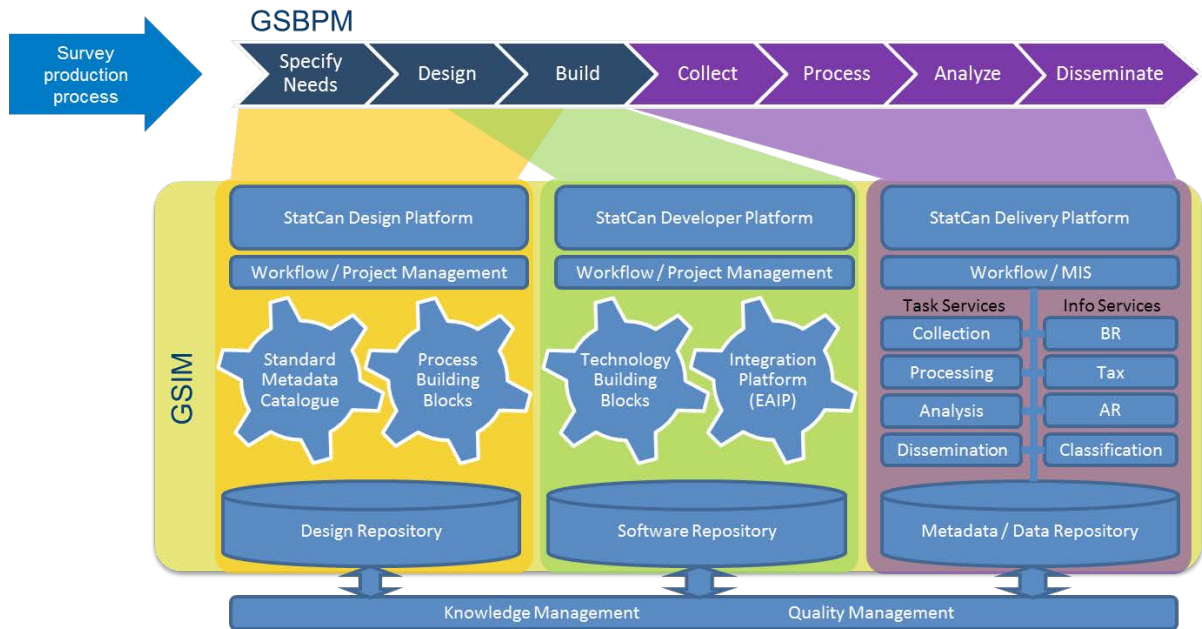 GSBPM
Survey
production
process
Specify
Needs
Design
Build
Collect
Process
Analyze
Disseminate
GSIM
StatCan Design Platform
Workflow / Project Management
Standard
Metadata
Catalogue
Process
Building
Blocks
Design Repository
StatCan Developer Platform
Workflow / Project Management
Technology
Building
Blocks
Integration
Platform
(EAIP)
Software Repository
StatCan Delivery Platform
Workflow / MIS
Task Services
Info Services
Collection
BR
Processing
Tax
Analysis
AR
Dissemination
Classification
Metadata / Data Repository
Knowledge Management
Quality Management